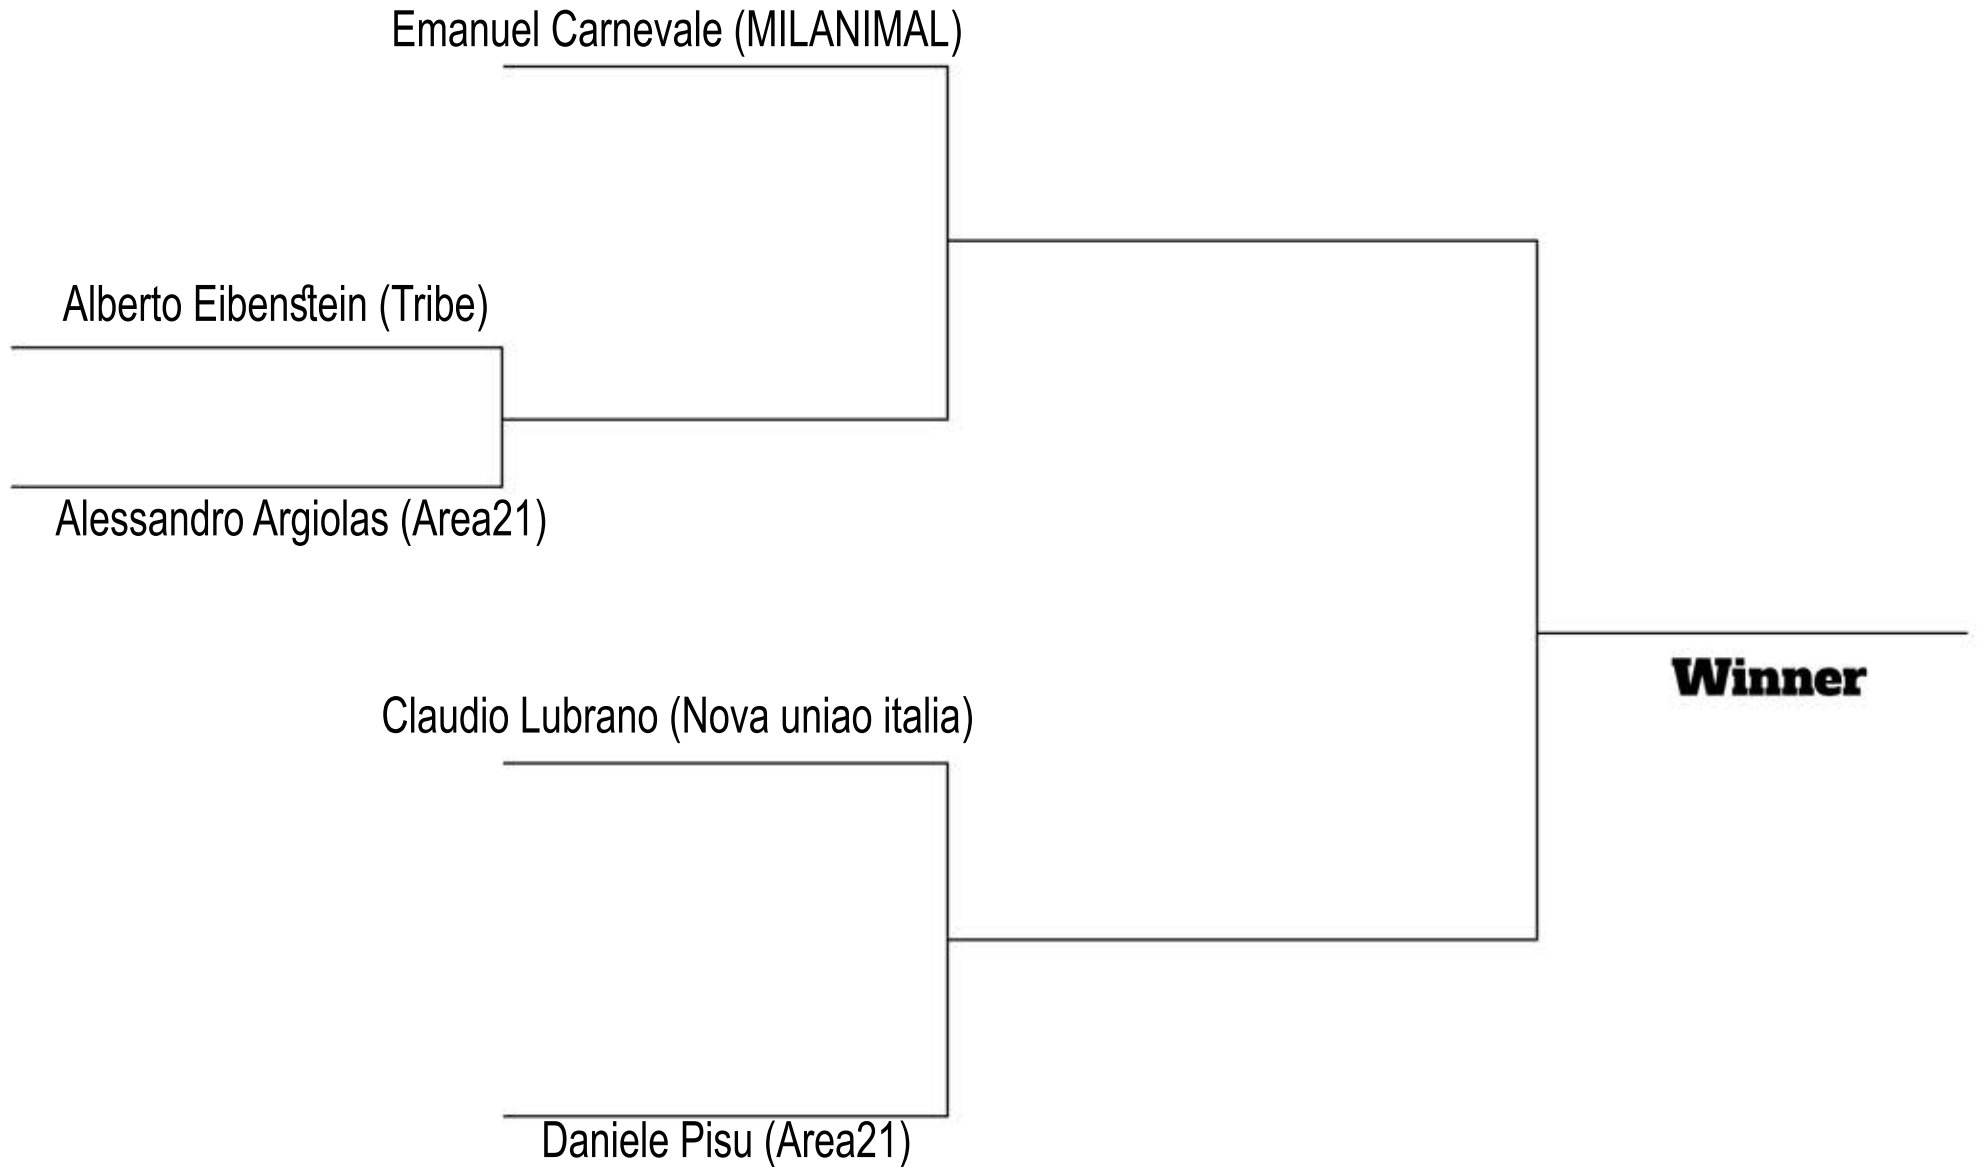 Emanuel Carnevale (MILANIMAL)
Alberto Eibenstein (Tribe)
Alessandro Argiolas (Area21)
Winner
Claudio Lubrano (Nova uniao italia)
Daniele Pisu (Area21)